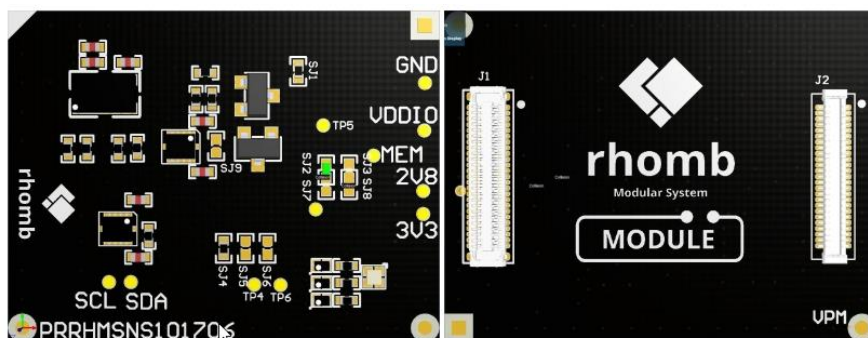 GND
SJ1
VDDIO
TP5
MEM
SJ2
SJ3
2V8
SJ9
SJ7
SJ8
rhomb
3V3
SJ4
SJ5
SJ6
TP4
TP6
SCL
SDA
PRRHMSNS101706
J1
J2
rhomb
Modular System
MODULE
VPM